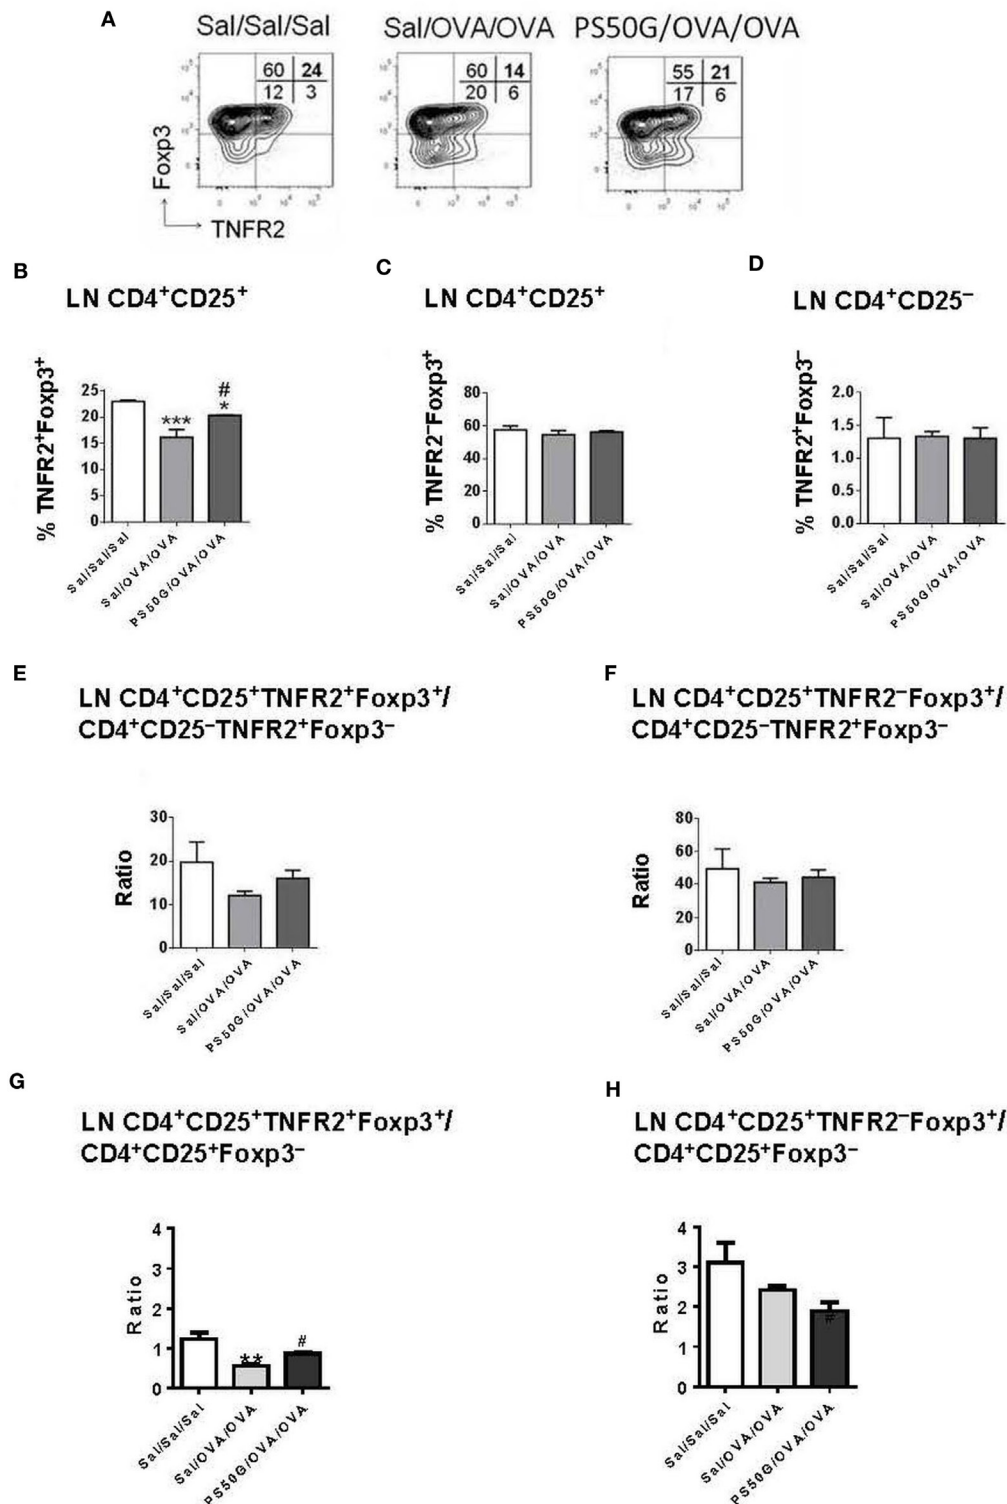 A
Sal/Sal/Sal Sal/OVA/OVA PS50G/OVA/OVA
60 24
12 3
60 14
20 6
55 21
17 6
Foxp3
TNFR2
B
LN CD4⁺CD25⁺
% TNFR2⁺Foxp3⁺
25
20
15
10
5
0
***
#
*
Sal/Sal/Sal
Sal/OVA/OVA
PS50G/OVA/OVA
C
LN CD4⁺CD25⁺
% TNFR2⁻Foxp3⁺
80
60
40
20
0
Sal/Sal/Sal
Sal/OVA/OVA
PS50G/OVA/OVA
D
LN CD4⁺CD25⁻
% TNFR2⁺Foxp3⁻
2.0
1.5
1.0
0.5
0.0
Sal/Sal/Sal
Sal/OVA/OVA
PS50G/OVA/OVA
E
LN CD4⁺CD25⁺TNFR2⁺Foxp3⁺/
CD4⁺CD25⁻TNFR2⁺Foxp3⁻
Ratio
30
20
10
0
Sal/Sal/Sal
Sal/OVA/OVA
PS50G/OVA/OVA
F
LN CD4⁺CD25⁺TNFR2⁻Foxp3⁺/
CD4⁺CD25⁻TNFR2⁺Foxp3⁻
Ratio
80
60
40
20
0
Sal/Sal/Sal
Sal/OVA/OVA
PS50G/OVA/OVA
G
LN CD4⁺CD25⁺TNFR2⁺Foxp3⁺/
CD4⁺CD25⁺Foxp3⁻
Ratio
4
3
2
1
0
**
#
Sal/Sal/Sal
Sal/OVA/OVA
PS50G/OVA/OVA
H
LN CD4⁺CD25⁺TNFR2⁻Foxp3⁺/
CD4⁺CD25⁺Foxp3⁻
Ratio
4
3
2
1
0
#
Sal/Sal/Sal
Sal/OVA/OVA
PS50G/OVA/OVA